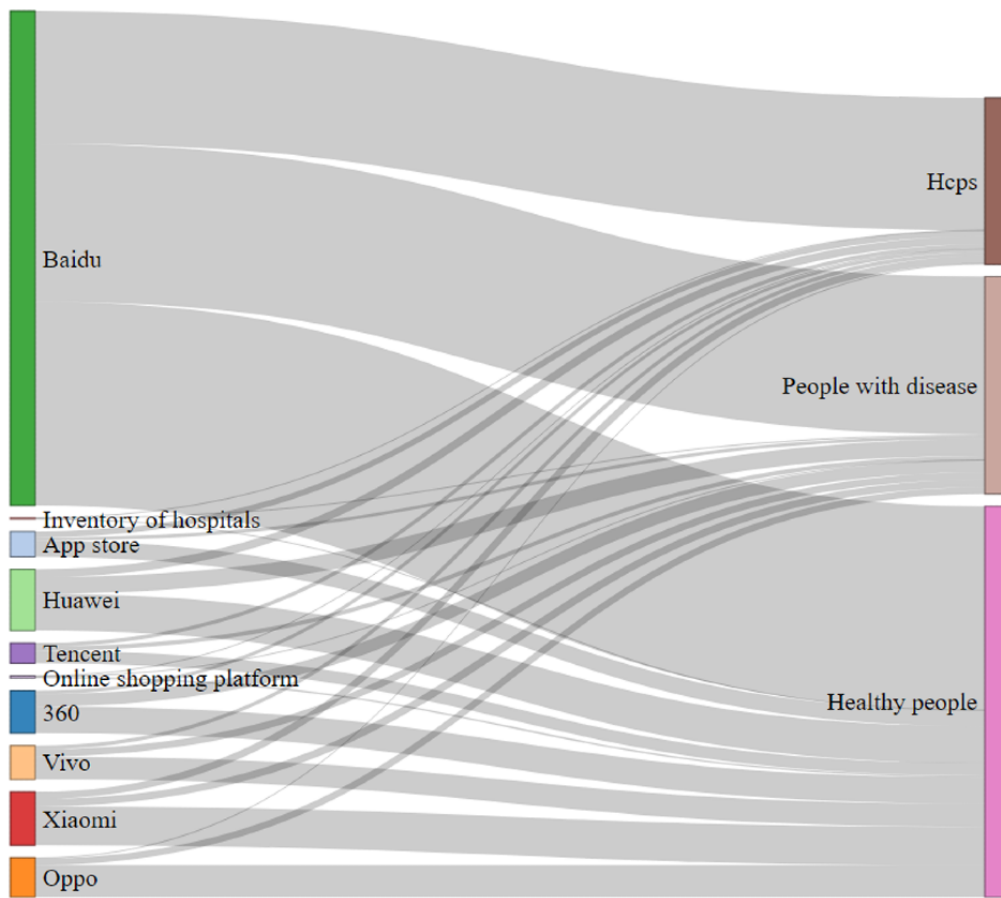 Baidu
Inventory of hospitals
App store
Huawei
Tencent
Online shopping platform
360
Vivo
Xiaomi
Oppo
Hcps
People with disease
Healthy people